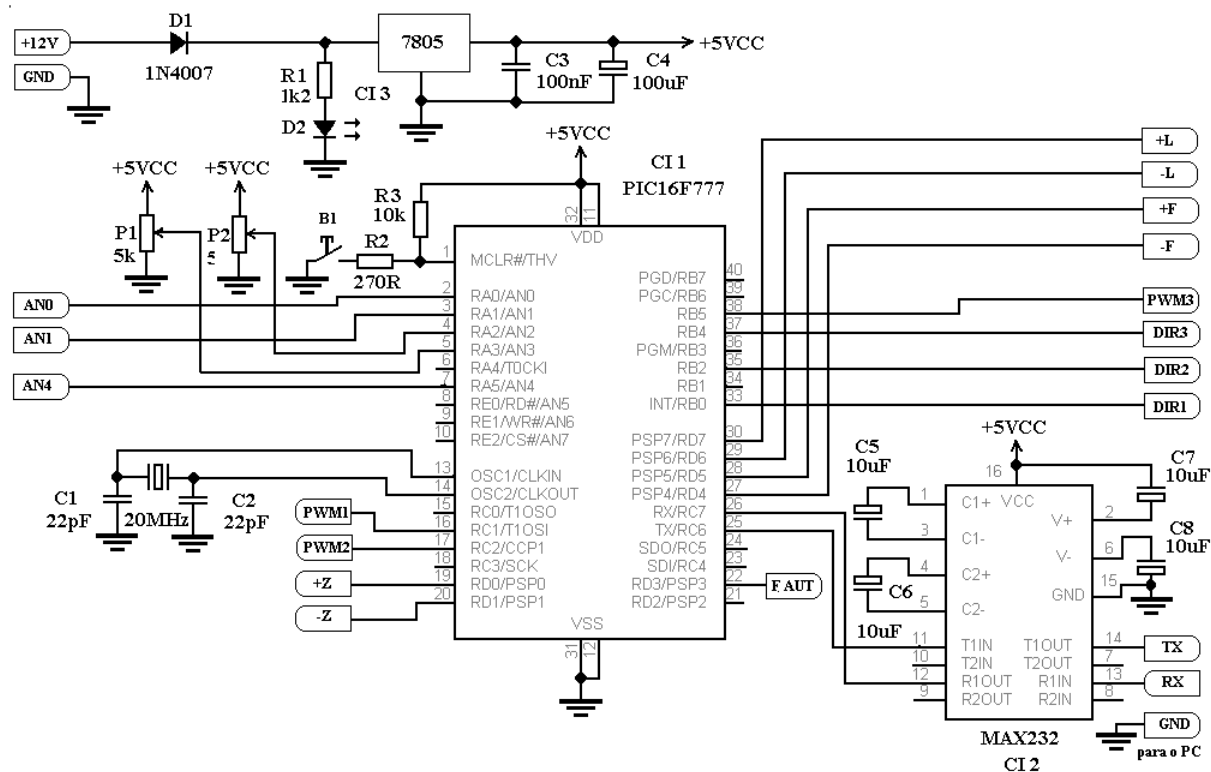 +12V
D1
1N4007
7805
+5VCC
GND
R1
1k2
CI 3
C3
100nF
C4
100uF
D2
+5VCC
+5VCC
+5VCC
CI 1
PIC16F777
P1
5k
P2
5
B1
R2
270R
R3
10k
32
11
VDD
1
MCLR#/THV
2
RA0/AN0
3
RA1/AN1
4
RA2/AN2
5
RA3/AN3
6
RA4/T0CKI
7
RA5/AN4
8
RE0/RD#/AN5
9
RE1/WR#/AN6
10
RE2/CS#/AN7
13
OSC1/CLKIN
14
OSC2/CLKOUT
15
RC0/T1OSO
16
RC1/T1OSI
17
RC2/CCP1
18
RC3/SCK
19
RD0/PSP0
20
RD1/PSP1
PGD/RB7
40
PGC/RB6
39
RB5
38
RB4
37
PGM/RB3
36
RB2
35
RB1
34
INT/RB0
33
PSP7/RD7
30
PSP6/RD6
29
PSP5/RD5
28
PSP4/RD4
27
RX/RC7
26
TX/RC6
25
SDO/RC5
24
SDI/RC4
23
RD3/PSP3
22
RD2/PSP2
21
VSS
31
12
AN0
AN1
AN4
C1
22pF
20MHz
C2
22pF
PWM1
PWM2
+Z
-Z
+L
-L
+F
-F
PWM3
DIR3
DIR2
DIR1
F. AUT
+5VCC
C5
10uF
C6
10uF
C7
10uF
C8
10uF
16
VCC
1
C1+
3
C1-
4
C2+
5
C2-
V+
2
V-
6
GND
15
11
T1IN
10
T2IN
12
R1OUT
9
R2OUT
T1OUT
14
T2OUT
7
R1IN
13
R2IN
8
TX
RX
GND
para o PC
MAX232
CI 2